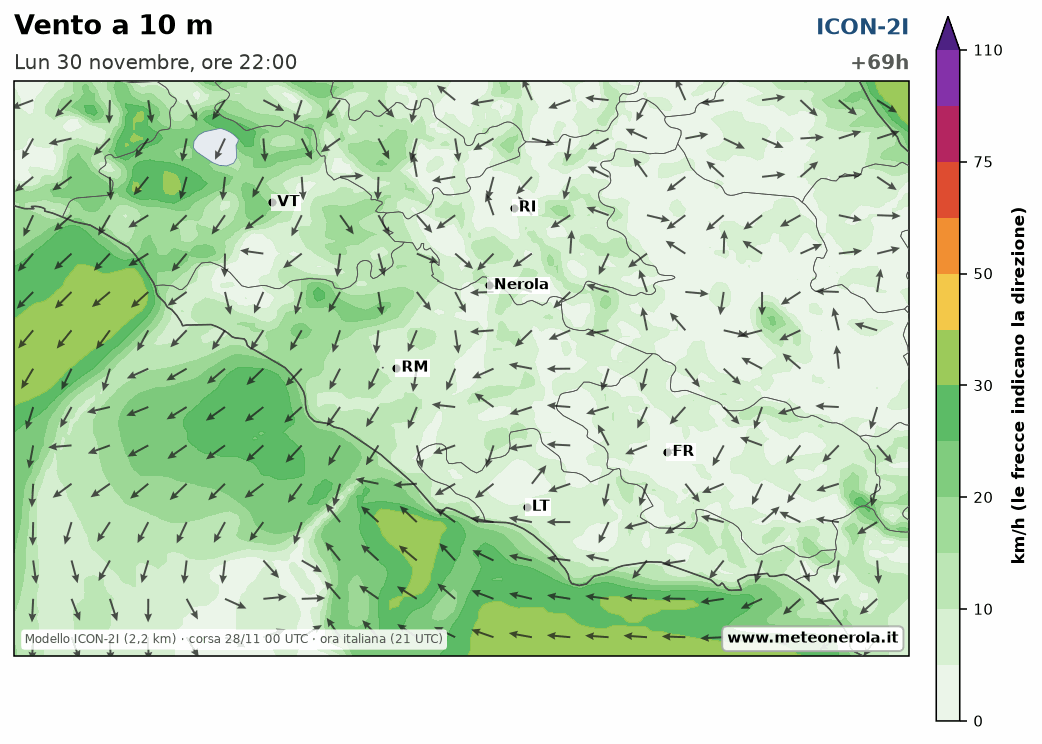 Vento a 10 m
ICON-2I
Lun 30 novembre, ore 22:00
+69h
VT
RI
Nerola
RM
FR
LT
Modello ICON-2I (2,2 km) · corsa 28/11 00 UTC · ora italiana (21 UTC)
www.meteonerola.it
110
75
50
30
20
10
0
km/h (le frecce indicano la direzione)